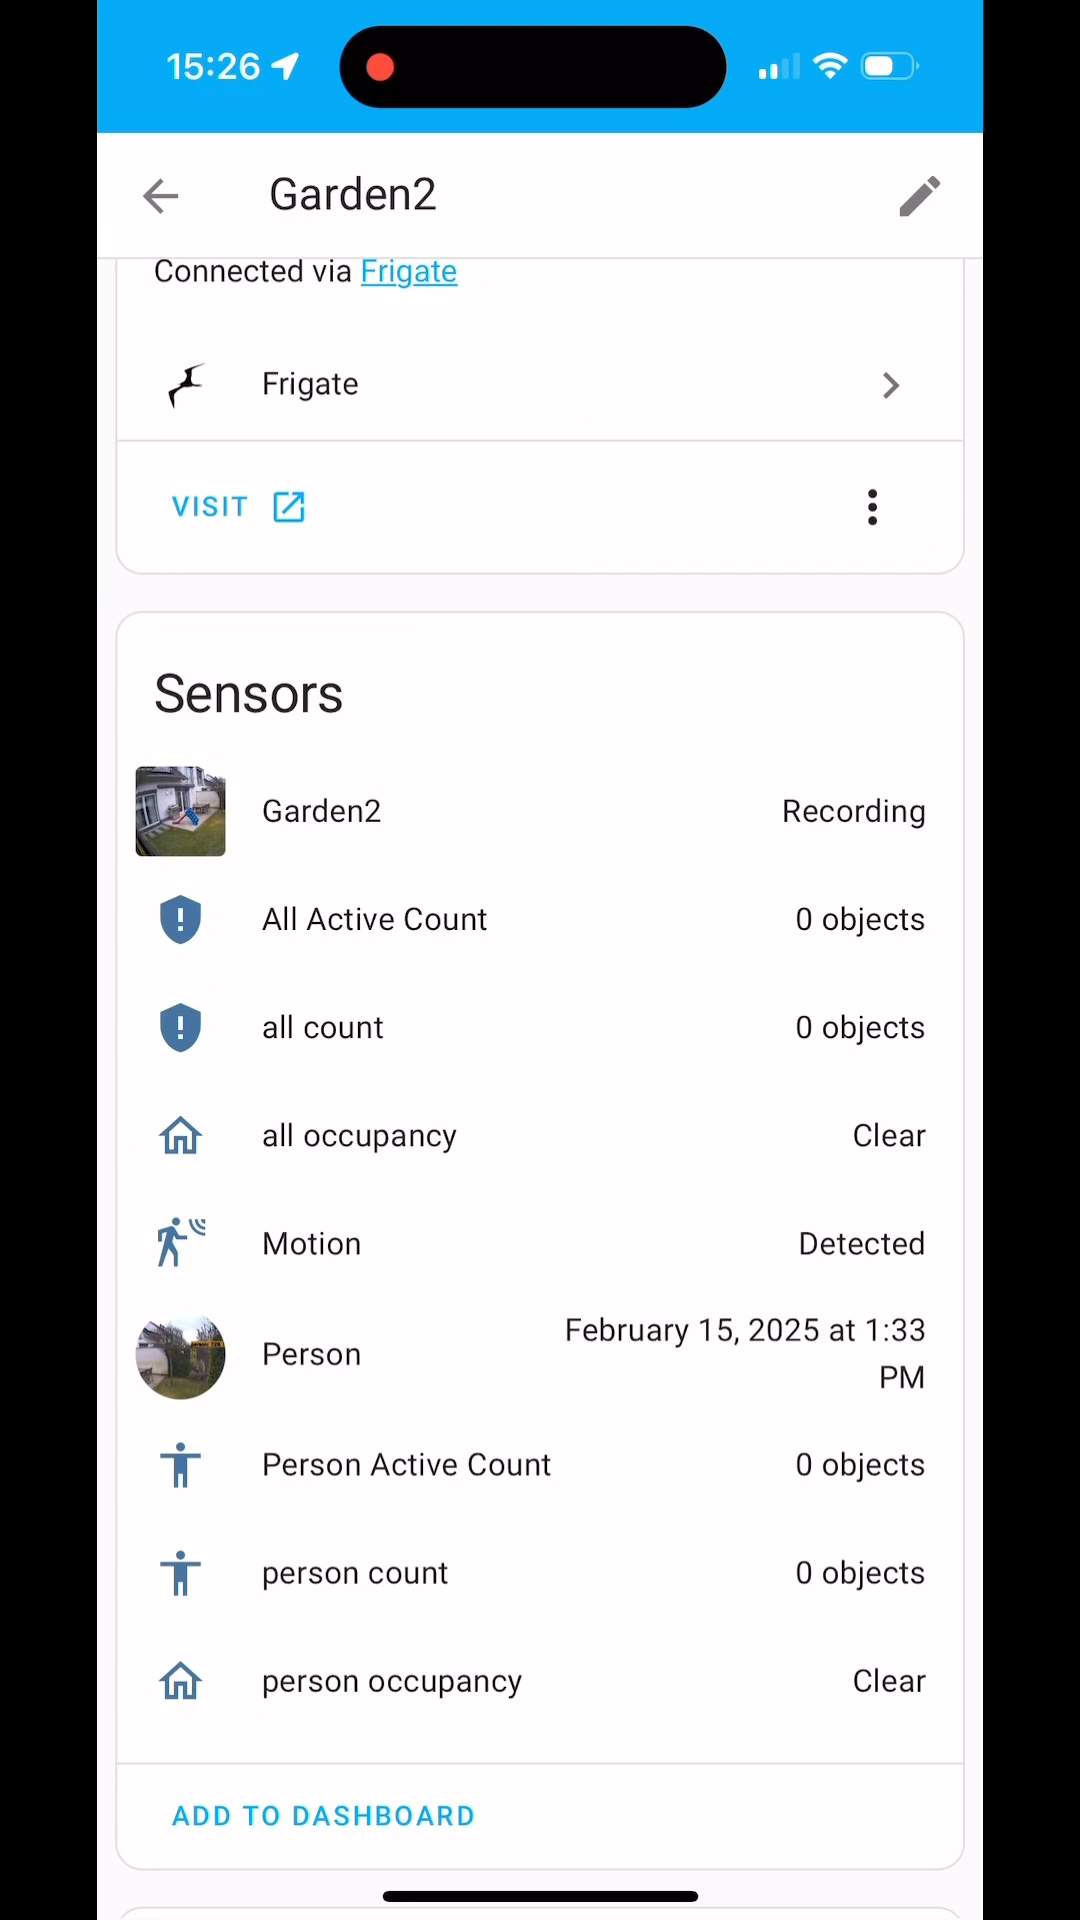 15:26
Garden2
Connected via Frigate
Frigate
VISIT
Sensors
Garden2 Recording
All Active Count 0 objects
all count 0 objects
all occupancy Clear
Motion Detected
Person February 15, 2025 at 1:33
PM
Person Active Count 0 objects
person count 0 objects
person occupancy Clear
ADD TO DASHBOARD